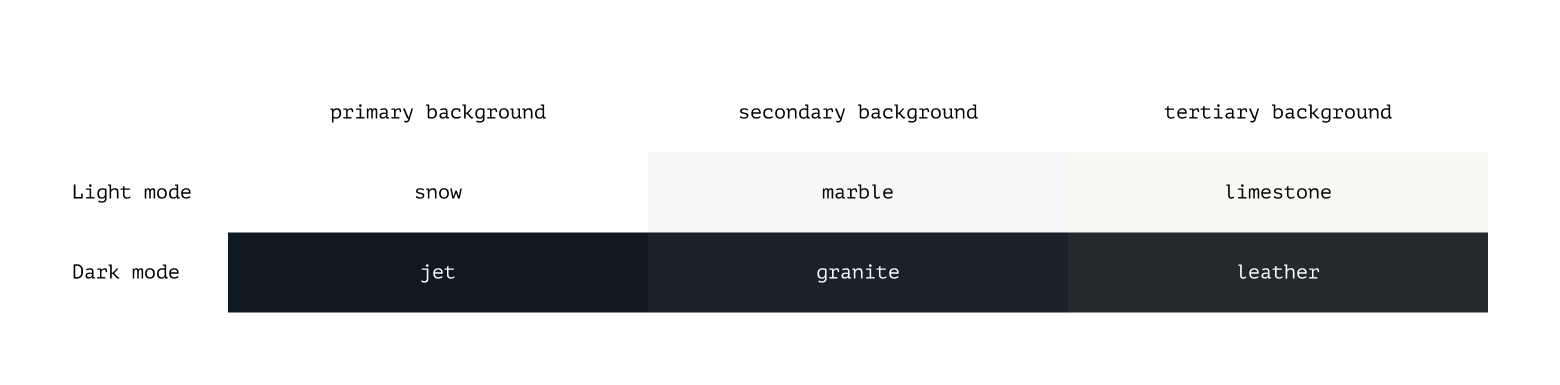 primary background secondary background tertiary background
Light mode snow marble limestone
Dark mode jet granite leather